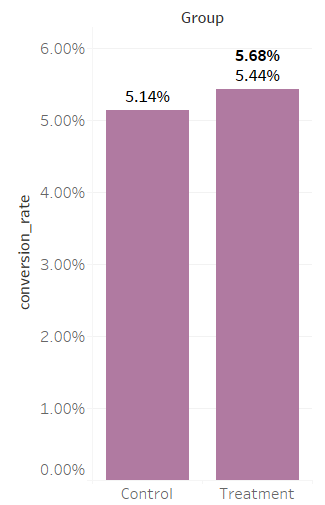 Group
6.00%
5.68%
5.44%
5.14%
5.00%
4.00%
conversion_rate
3.00%
2.00%
1.00%
0.00%
Control
Treatment